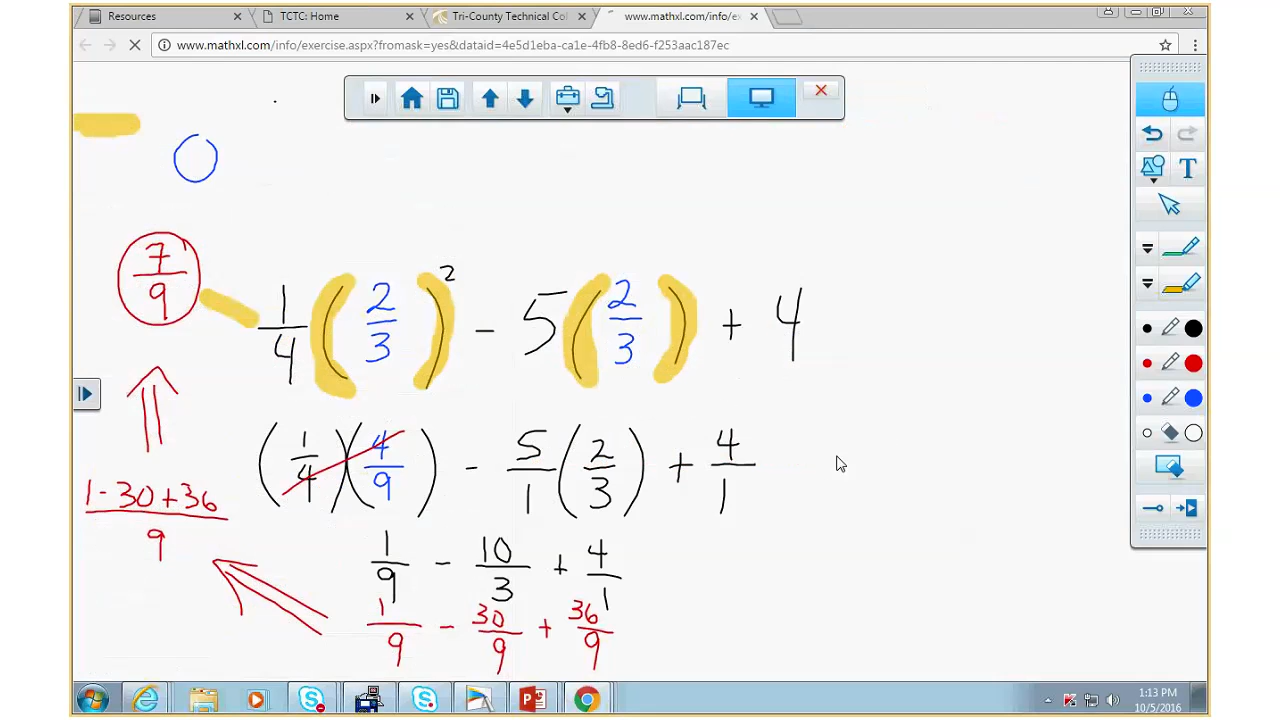 Resources TCTC: Home Tri-County Technical Col www.mathxl.com/info/ex
www.mathxl.com/info/exercise.aspx?fromask=yes&dataid=4e5d1eba-ca1e-4fb8-8ed6-f253aac187ec
T
7/9
1/4 (2/3)² - 5(2/3) + 4
(1/4)(4/9) - 5/1(2/3) + 4/1
1-30+36/9
1/9 - 10/3 + 4/1
1/9 - 30/9 + 36/9
1:13 PM
10/5/2016